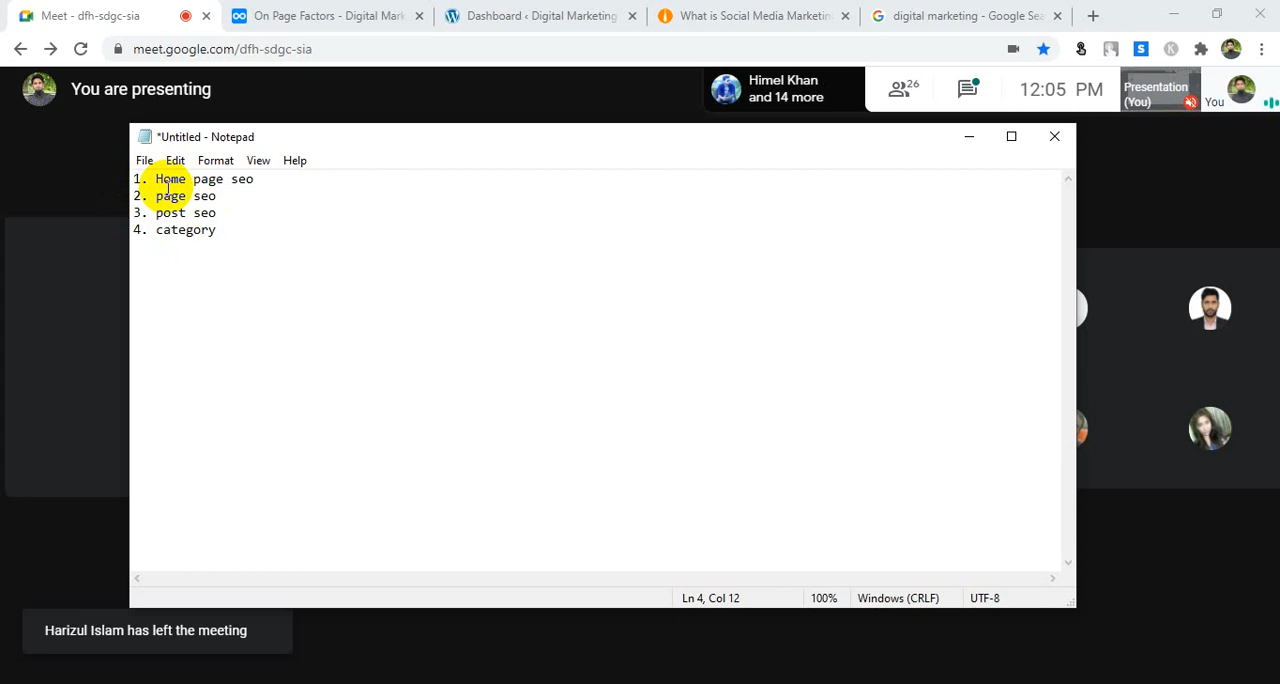 Meet - dfh-sdgc-sia
On Page Factors - Digital Mark
Dashboard ‹ Digital Marketing
What is Social Media Marketin
digital marketing - Google Sea
meet.google.com/dfh-sdgc-sia
You are presenting
Himel Khan
and 14 more
26
12:05 PM
Presentation
(You)
You
*Untitled - Notepad
File Edit Format View Help
1. Home page seo
2. page seo
3. post seo
4. category
Ln 4, Col 12
100%
Windows (CRLF)
UTF-8
Harizul Islam has left the meeting